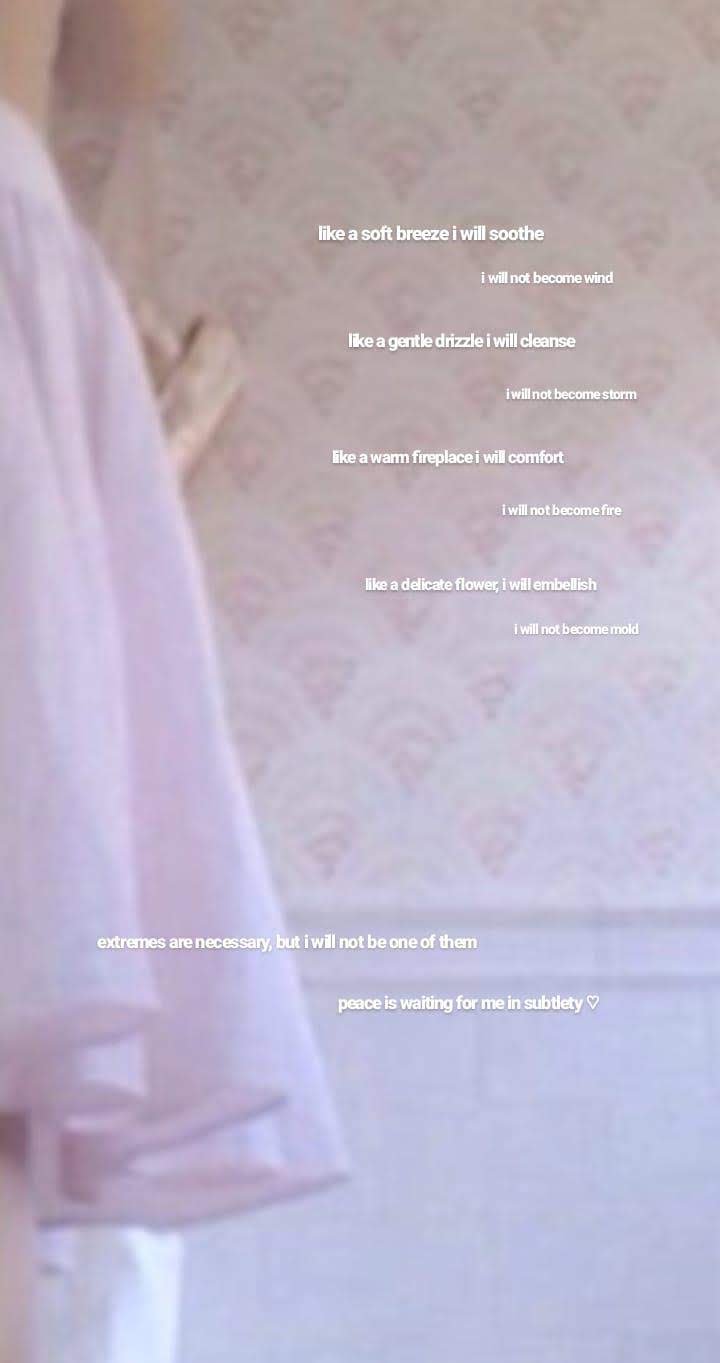 like a soft breeze i will soothe
i will not become wind
like a gentle drizzle i will cleanse
i will not become storm
like a warm fireplace i will comfort
i will not become fire
like a delicate flower, i will embellish
i will not become mold
extremes are necessary, but i will not be one of them
peace is waiting for me in subtlety ♡